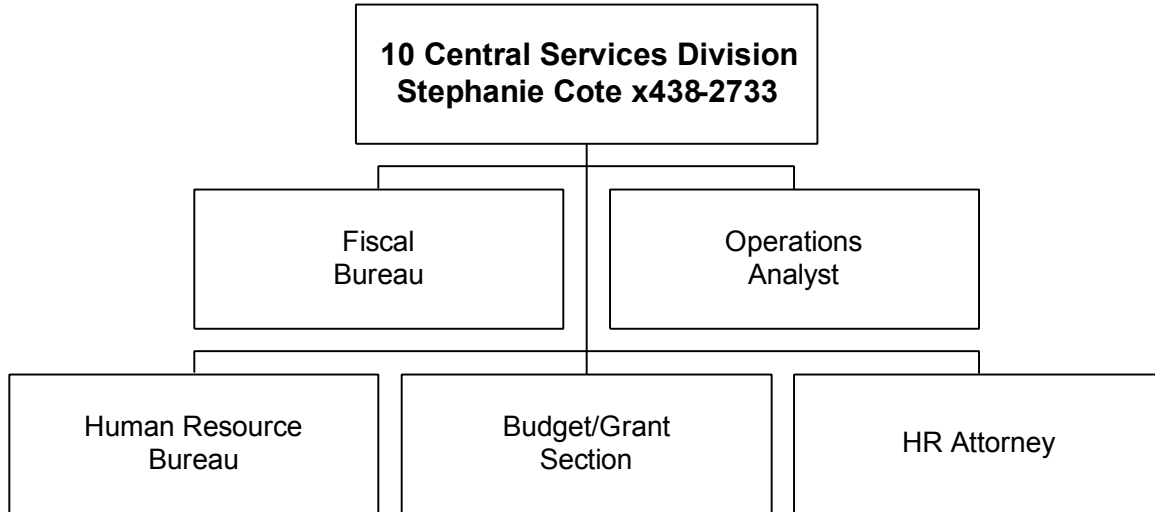 10 Central Services Division
Stephanie Cote x438-2733
Fiscal
Bureau
Operations
Analyst
Human Resource
Bureau
Budget/Grant
Section
HR Attorney